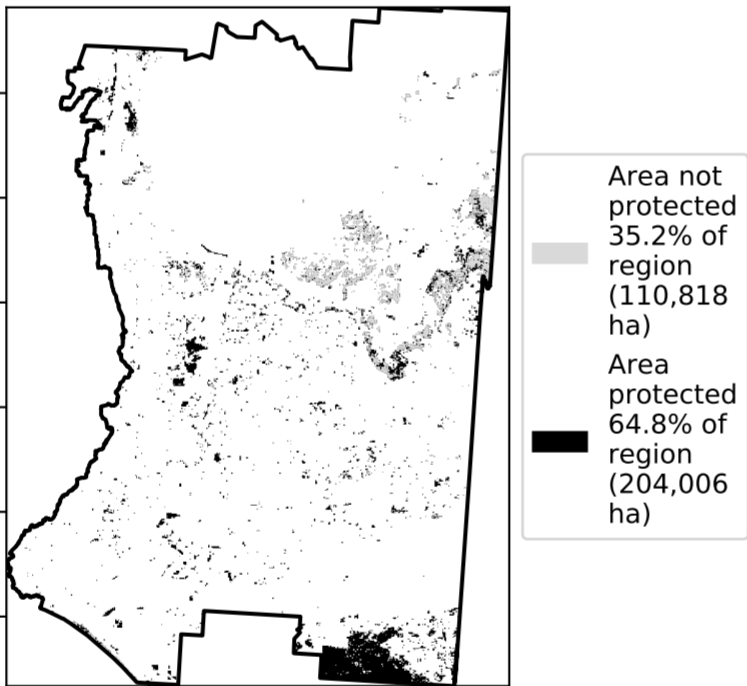 Area not
protected
35.2% of
region
(110,818
ha)
Area
protected
64.8% of
region
(204,006
ha)